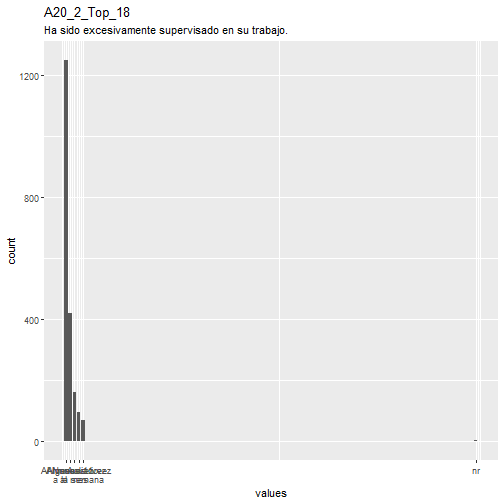 A20_2_Top_18
Ha sido excesivamente supervisado en su trabajo.
1200
800
400
0
count
nr
values